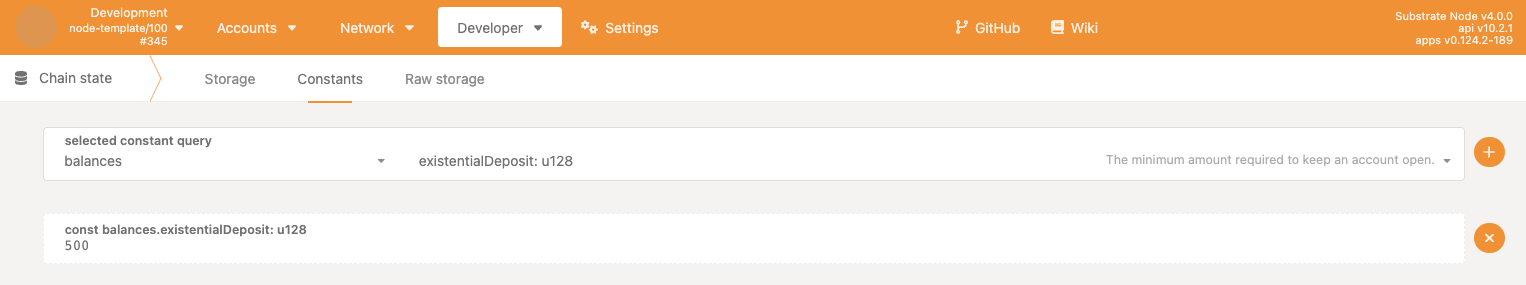 Development
node-template/100
#345
Accounts
Network
Developer
Settings
GitHub
Wiki
Substrate Node v4.0.0
api v10.2.1
apps v0.124.2-189
Chain state
Storage
Constants
Raw storage
selected constant query
balances
existentialDeposit: u128
The minimum amount required to keep an account open.
const balances.existentialDeposit: u128
500